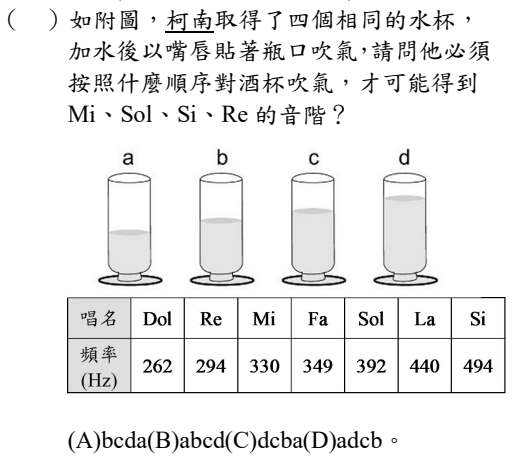 (　) 如附圖，柯南取得了四個相同的水杯，
加水後以嘴唇貼著瓶口吹氣，請問他必須
按照什麼順序對酒杯吹氣，才可能得到
Mi、Sol、Si、Re 的音階？
a b c d
唱名 Dol Re Mi Fa Sol La Si
頻率 (Hz) 262 294 330 349 392 440 494
(A)bcda(B)abcd(C)dcba(D)adcb。